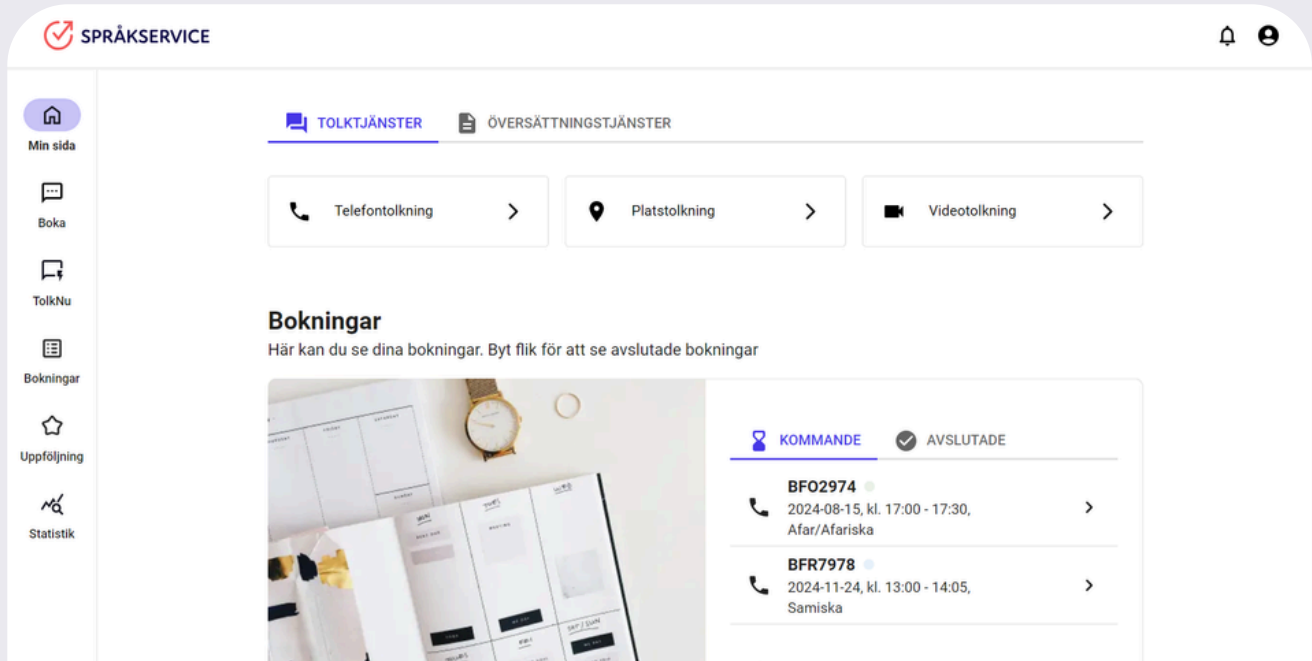 SPRÅKSERVICE
TOLKTJÄNSTER
ÖVERSÄTTNINGSTJÄNSTER
Min sida
Boka
TolkNu
Bokningar
Uppföljning
Statistik
Telefontolkning
Platstolkning
Videotolkning
Bokningar
Här kan du se dina bokningar. Byt flik för att se avslutade bokningar
KOMMANDE
AVSLUTADE
BFO2974
2024-08-15, kl. 17:00 - 17:30,
Afar/Afariska
BFR7978
2024-11-24, kl. 13:00 - 14:05,
Samiska